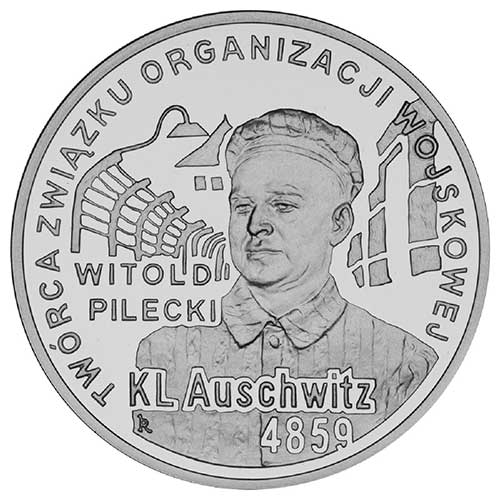 TWÓRCA ZWIĄZKU ORGANIZACJI WOJSKOWEJ
WITOLD
PILECKI
KL Auschwitz
4859